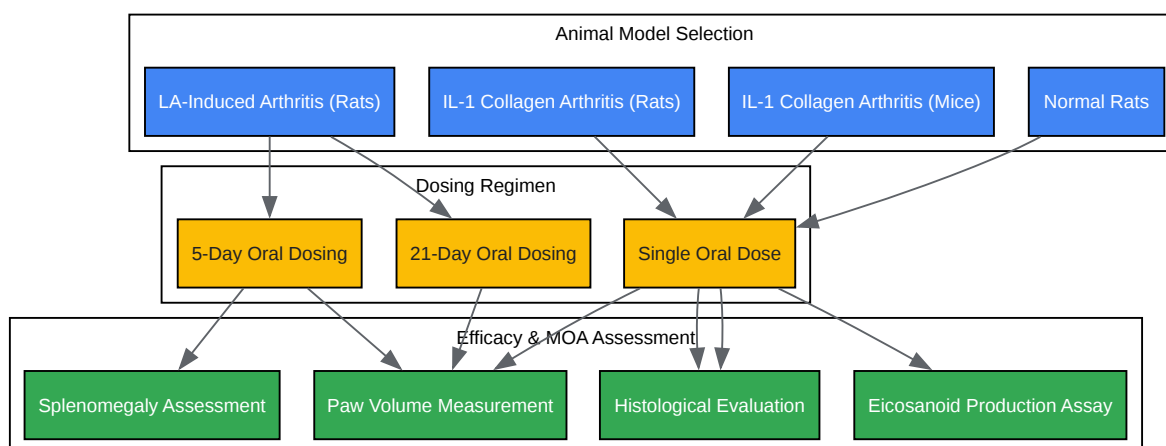 Animal Model Selection
LA-Induced Arthritis (Rats)
IL-1 Collagen Arthritis (Rats)
IL-1 Collagen Arthritis (Mice)
Normal Rats
Dosing Regimen
5-Day Oral Dosing
21-Day Oral Dosing
Single Oral Dose
Efficacy & MOA Assessment
Splenomegaly Assessment
Paw Volume Measurement
Histological Evaluation
Eicosanoid Production Assay